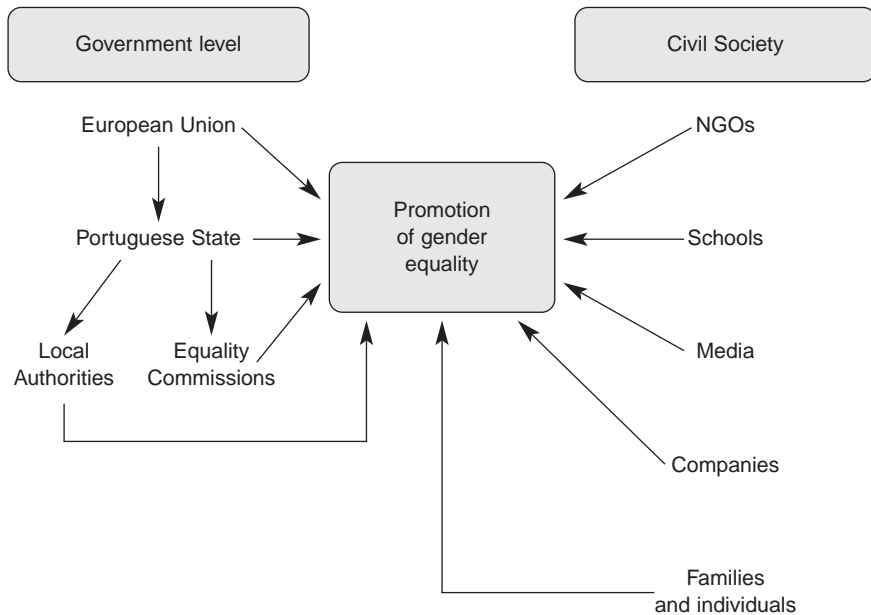 Government level
Civil Society
European Union
NGOs
Promotion
of gender
equality
Portuguese State
Schools
Local
Authorities
Equality
Commissions
Media
Companies
Families
and individuals